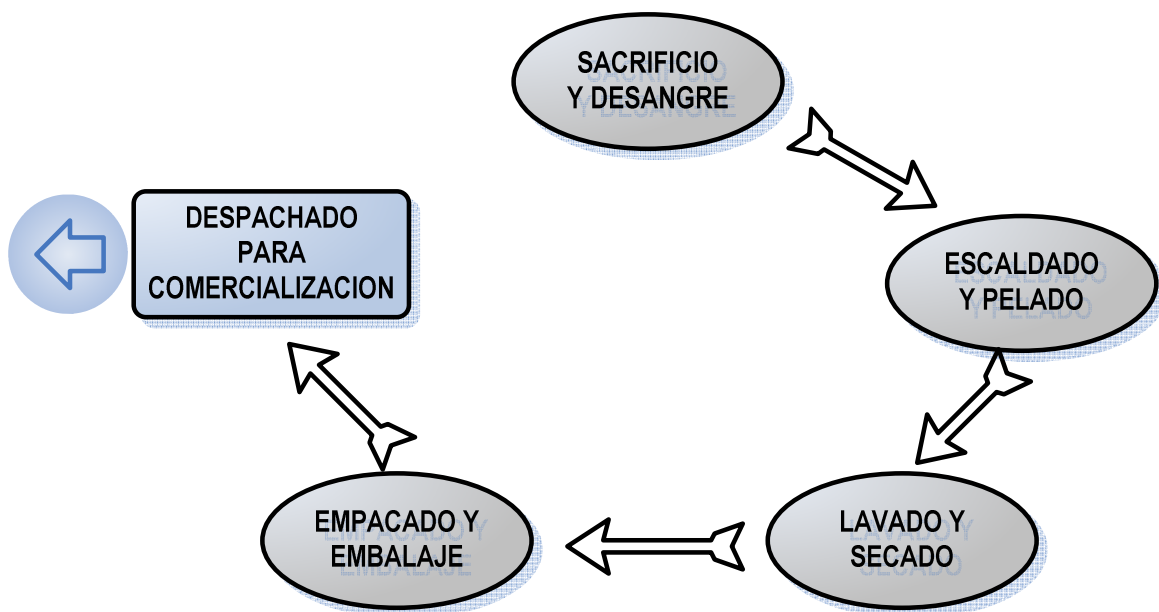 SACRIFICIO
Y DESANGRE
ESCALDADO
Y PELADO
LAVADO Y
SECADO
EMPACADO Y
EMBALAJE
DESPACHADO
PARA
COMERCIALIZACION